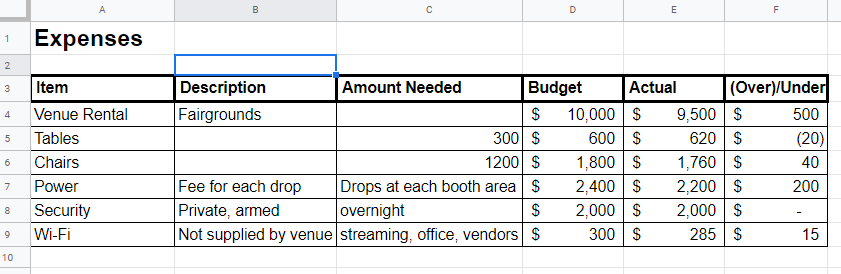 A B C D E F
1 Expenses
2
3 Item Description Amount Needed Budget Actual (Over)/Under
4 Venue Rental Fairgrounds $ 10,000 $ 9,500 $ 500
5 Tables 300 $ 600 $ 620 $ (20)
6 Chairs 1200 $ 1,800 $ 1,760 $ 40
7 Power Fee for each drop Drops at each booth area $ 2,400 $ 2,200 $ 200
8 Security Private, armed overnight $ 2,000 $ 2,000 $ -
9 Wi-Fi Not supplied by venue streaming, office, vendors $ 300 $ 285 $ 15
10